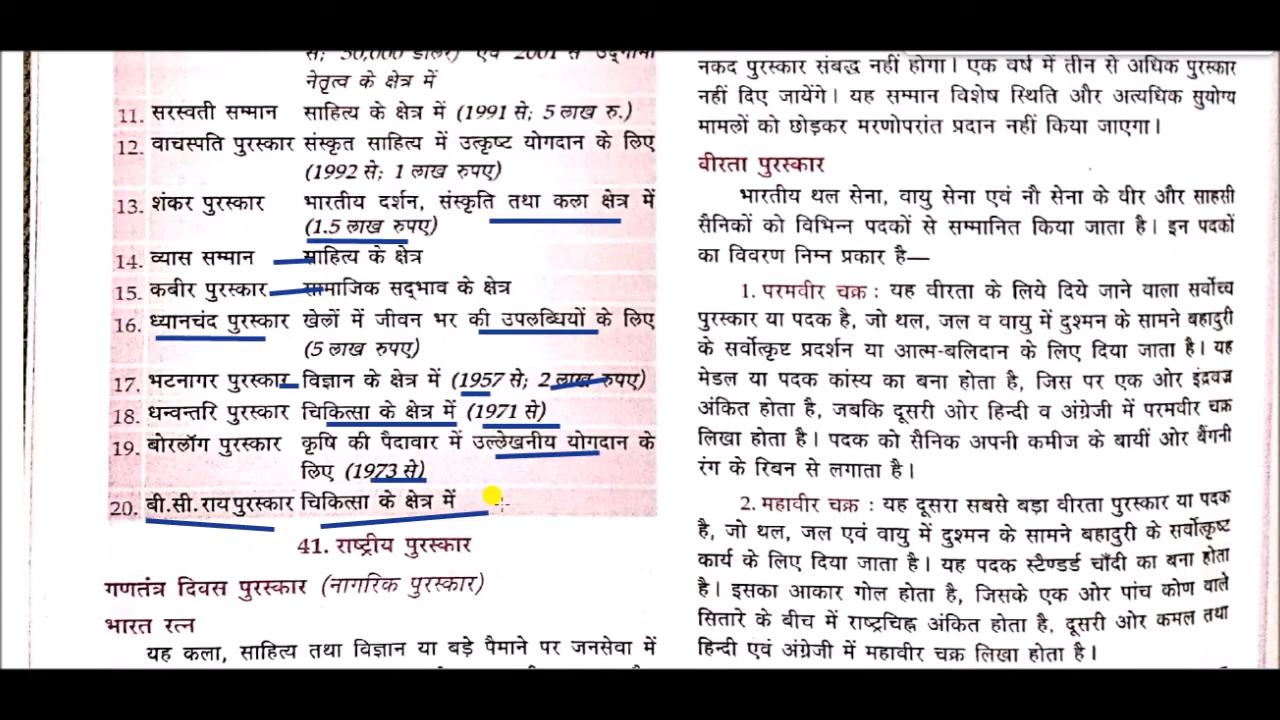 से; 50,000 डॉलर) एवं 2001 से उद्गामी
नेतृत्व के क्षेत्र में
11. सरस्वती सम्मान साहित्य के क्षेत्र में (1991 से; 5 लाख रु.)
12. वाचस्पति पुरस्कार संस्कृत साहित्य में उत्कृष्ट योगदान के लिए
(1992 से; 1 लाख रुपए)
13. शंकर पुरस्कार भारतीय दर्शन, संस्कृति तथा कला क्षेत्र में
(1.5 लाख रुपए)
14. व्यास सम्मान साहित्य के क्षेत्र
15. कबीर पुरस्कार सामाजिक सद्‌भाव के क्षेत्र
16. ध्यानचंद पुरस्कार खेलों में जीवन भर की उपलब्धियों के लिए
(5 लाख रुपए)
17. भटनागर पुरस्कार विज्ञान के क्षेत्र में (1957 से; 2 लाख रुपए)
18. धन्वन्तरि पुरस्कार चिकित्सा के क्षेत्र में (1971 से)
19. बोरलॉग पुरस्कार कृषि की पैदावार में उल्लेखनीय योगदान के
लिए (1973 से)
20. बी.सी. राय पुरस्कार चिकित्सा के क्षेत्र में
41. राष्ट्रीय पुरस्कार
गणतंत्र दिवस पुरस्कार (नागरिक पुरस्कार)
भारत रत्न
यह कला, साहित्य तथा विज्ञान या बड़े पैमाने पर जनसेवा में
नकद पुरस्कार संबद्ध नहीं होगा। एक वर्ष में तीन से अधिक पुरस्कार
नहीं दिए जायेंगे। यह सम्मान विशेष स्थिति और अत्यधिक सुयोग्य
मामलों को छोड़कर मरणोपरांत प्रदान नहीं किया जाएगा।
वीरता पुरस्कार
भारतीय थल सेना, वायु सेना एवं नौ सेना के वीर और साहसी
सैनिकों को विभिन्न पदकों से सम्मानित किया जाता है। इन पदकों
का विवरण निम्न प्रकार है—
1. परमवीर चक्र : यह वीरता के लिये दिये जाने वाला सर्वोच्च
पुरस्कार या पदक है, जो थल, जल व वायु में दुश्मन के सामने बहादुरी
के सर्वोत्कृष्ट प्रदर्शन या आत्म-बलिदान के लिए दिया जाता है। यह
मेडल या पदक कांस्य का बना होता है, जिस पर एक ओर इंद्रवज्र
अंकित होता है, जबकि दूसरी ओर हिन्दी व अंग्रेजी में परमवीर चक्र
लिखा होता है। पदक को सैनिक अपनी कमीज के बायीं ओर बैंगनी
रंग के रिबन से लगाता है।
2. महावीर चक्र : यह दूसरा सबसे बड़ा वीरता पुरस्कार या पदक
है, जो थल, जल एवं वायु में दुश्मन के सामने बहादुरी के सर्वोत्कृष्ट
कार्य के लिए दिया जाता है। यह पदक स्टैण्डर्ड चाँदी का बना होता
है। इसका आकार गोल होता है, जिसके एक ओर पांच कोण वाले
सितारे के बीच में राष्ट्रचिह्न अंकित होता है, दूसरी ओर कमल तथा
हिन्दी एवं अंग्रेजी में महावीर चक्र लिखा होता है।